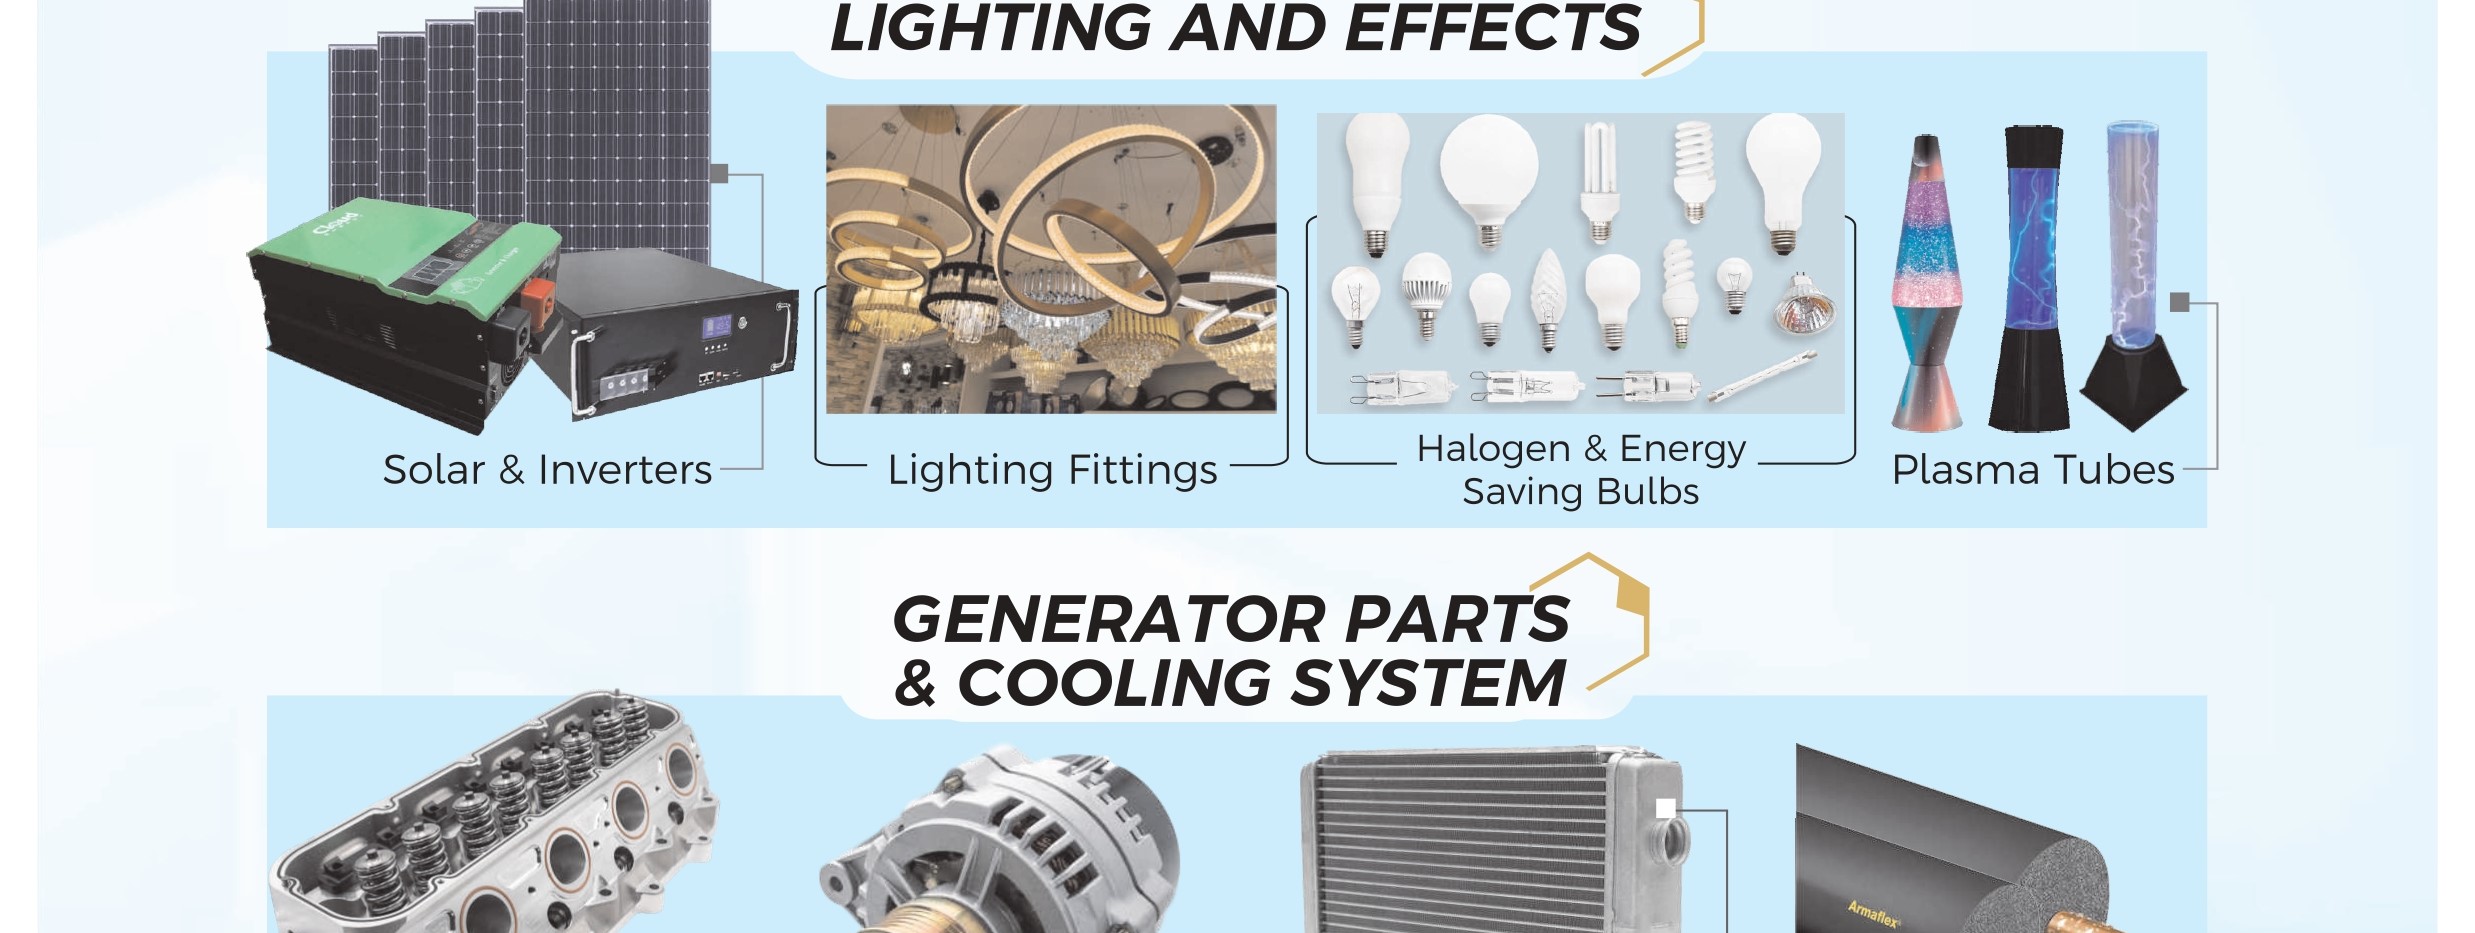 LIGHTING AND EFFECTS
Solar & Inverters
Lighting Fittings
Halogen & Energy
Saving Bulbs
Plasma Tubes
GENERATOR PARTS
& COOLING SYSTEM
Armaflex